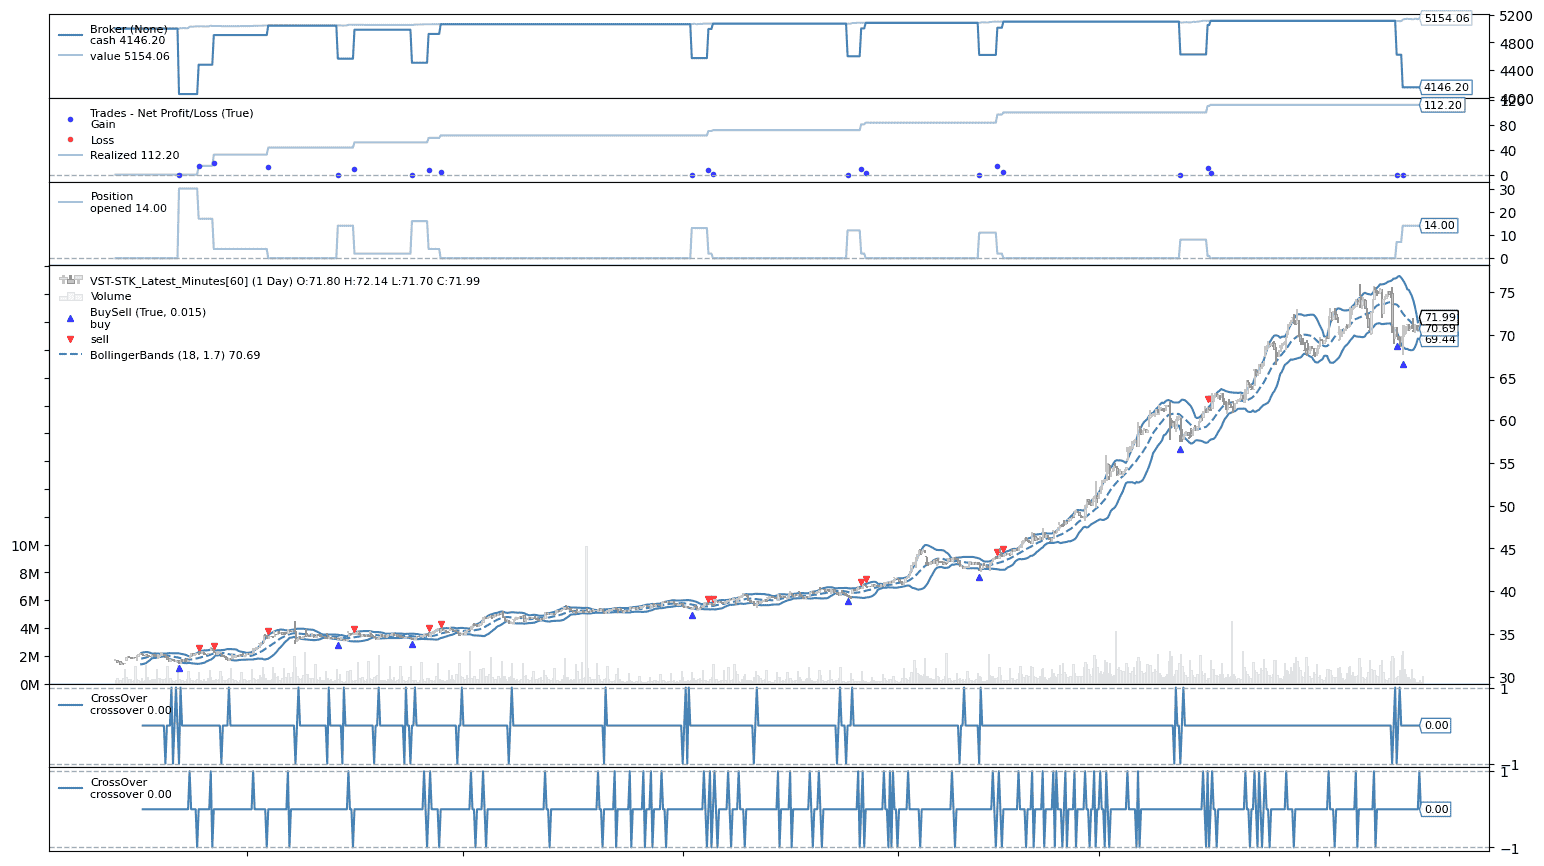 Broker (None)
cash 4146.20
value 5154.06
5154.06
4146.20
5200
4800
4400
4000
Trades - Net Profit/Loss (True)
Gain
Loss
Realized 112.20
112.20
120
80
40
0
Position
opened 14.00
14.00
30
20
10
0
VST-STK_Latest_Minutes[60] (1 Day) O:71.80 H:72.14 L:71.70 C:71.99
Volume
BuySell (True, 0.015)
buy
sell
BollingerBands (18, 1.7) 70.69
71.99
70.69
69.44
75
70
65
60
55
50
45
40
35
30
10M
8M
6M
4M
2M
0M
CrossOver
crossover 0.00
0.00
1
−1
CrossOver
crossover 0.00
0.00
1
−1